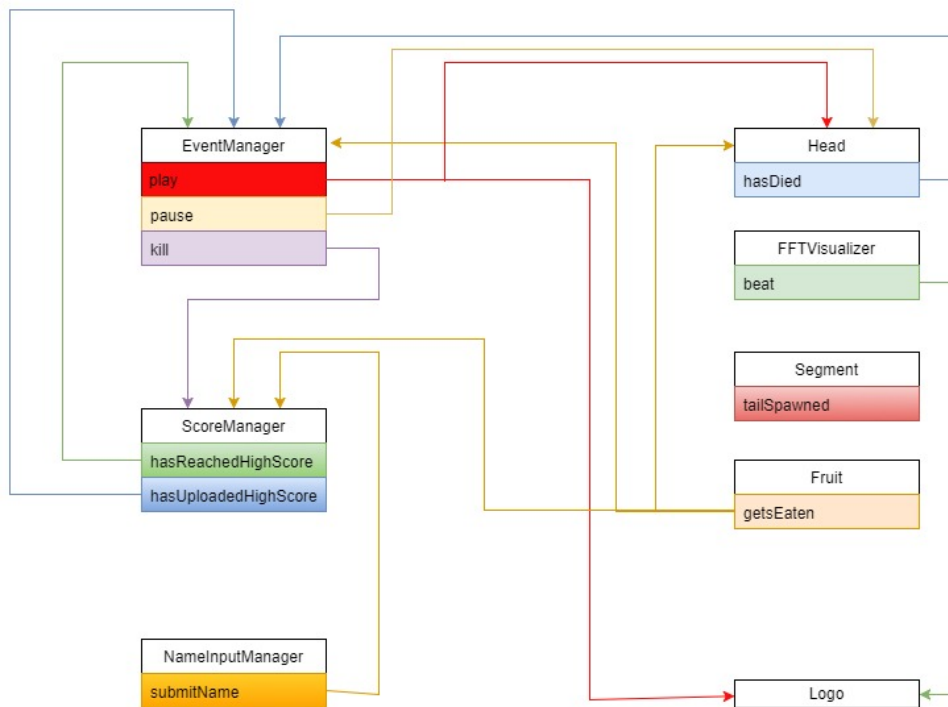 EventManager
play
pause
kill
Head
hasDied
FFTVisualizer
beat
Segment
tailSpawned
ScoreManager
hasReachedHighScore
hasUploadedHighScore
Fruit
getsEaten
NameInputManager
submitName
Logo